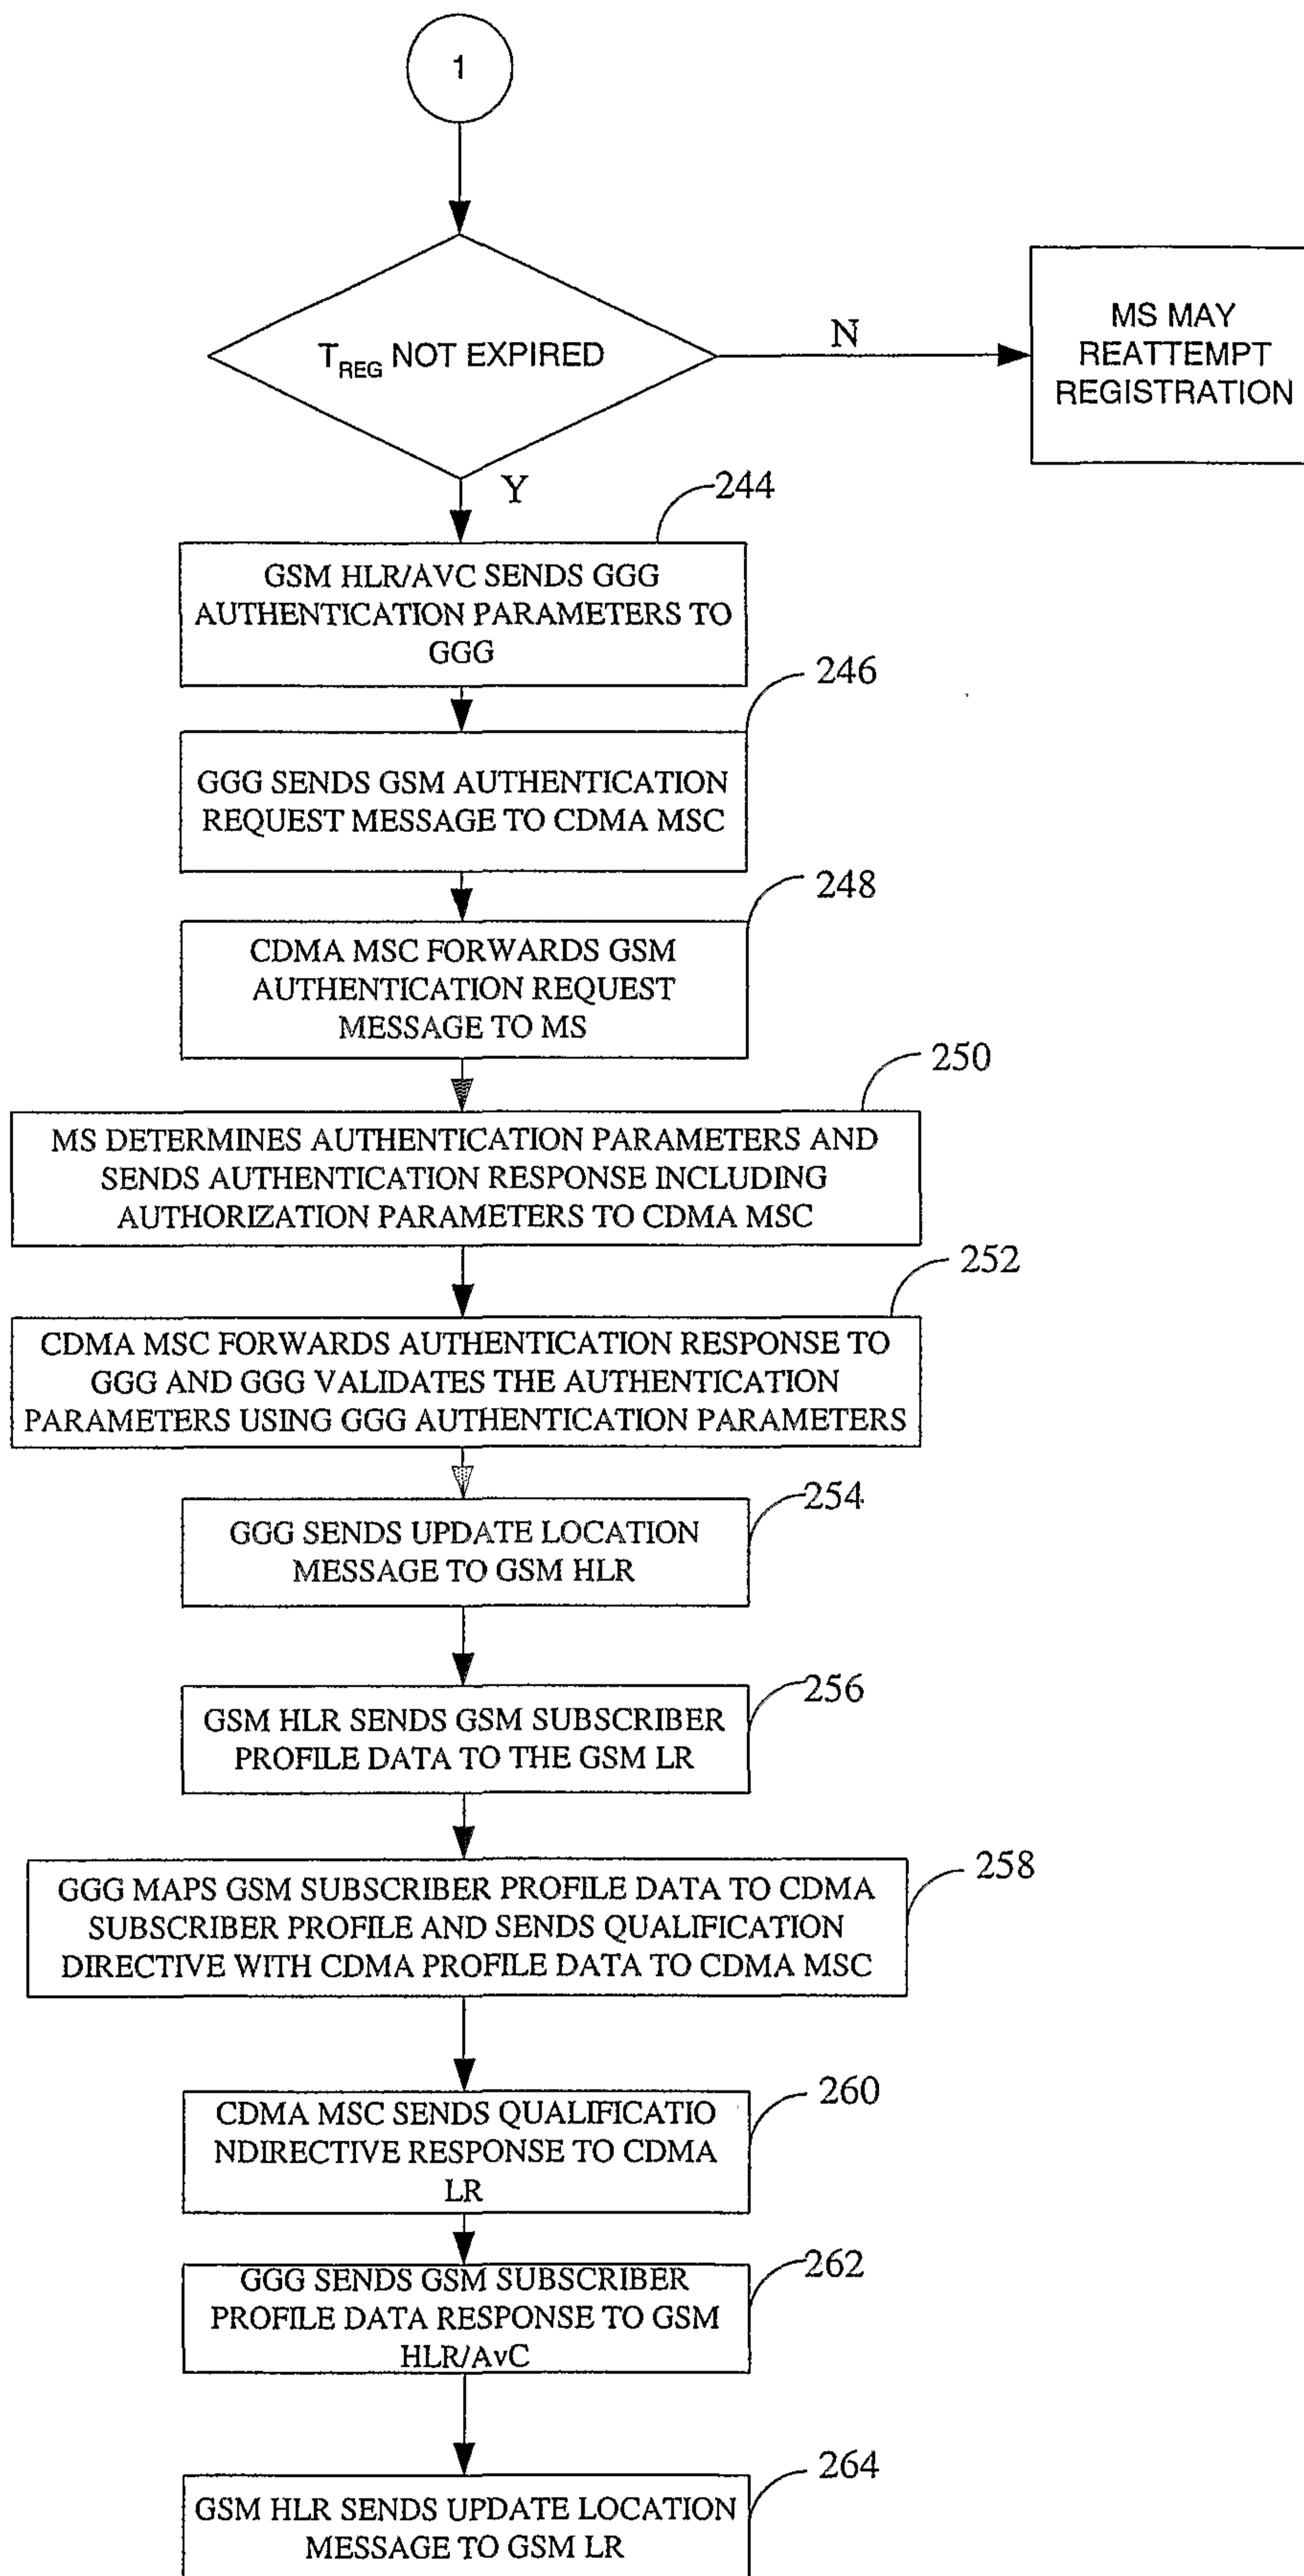 1
T_REG NOT EXPIRED
N
MS MAY
REATTEMPT
REGISTRATION
Y
244
GSM HLR/AVC SENDS GGG
AUTHENTICATION PARAMETERS TO
GGG
246
GGG SENDS GSM AUTHENTICATION
REQUEST MESSAGE TO CDMA MSC
248
CDMA MSC FORWARDS GSM
AUTHENTICATION REQUEST
MESSAGE TO MS
250
MS DETERMINES AUTHENTICATION PARAMETERS AND
SENDS AUTHENTICATION RESPONSE INCLUDING
AUTHORIZATION PARAMETERS TO CDMA MSC
252
CDMA MSC FORWARDS AUTHENTICATION RESPONSE TO
GGG AND GGG VALIDATES THE AUTHENTICATION
PARAMETERS USING GGG AUTHENTICATION PARAMETERS
254
GGG SENDS UPDATE LOCATION
MESSAGE TO GSM HLR
256
GSM HLR SENDS GSM SUBSCRIBER
PROFILE DATA TO THE GSM LR
258
GGG MAPS GSM SUBSCRIBER PROFILE DATA TO CDMA
SUBSCRIBER PROFILE AND SENDS QUALIFICATION
DIRECTIVE WITH CDMA PROFILE DATA TO CDMA MSC
260
CDMA MSC SENDS QUALIFICATIO
NDIRECTIVE RESPONSE TO CDMA
LR
262
GGG SENDS GSM SUBSCRIBER
PROFILE DATA RESPONSE TO GSM
HLR/AvC
264
GSM HLR SENDS UPDATE LOCATION
MESSAGE TO GSM LR